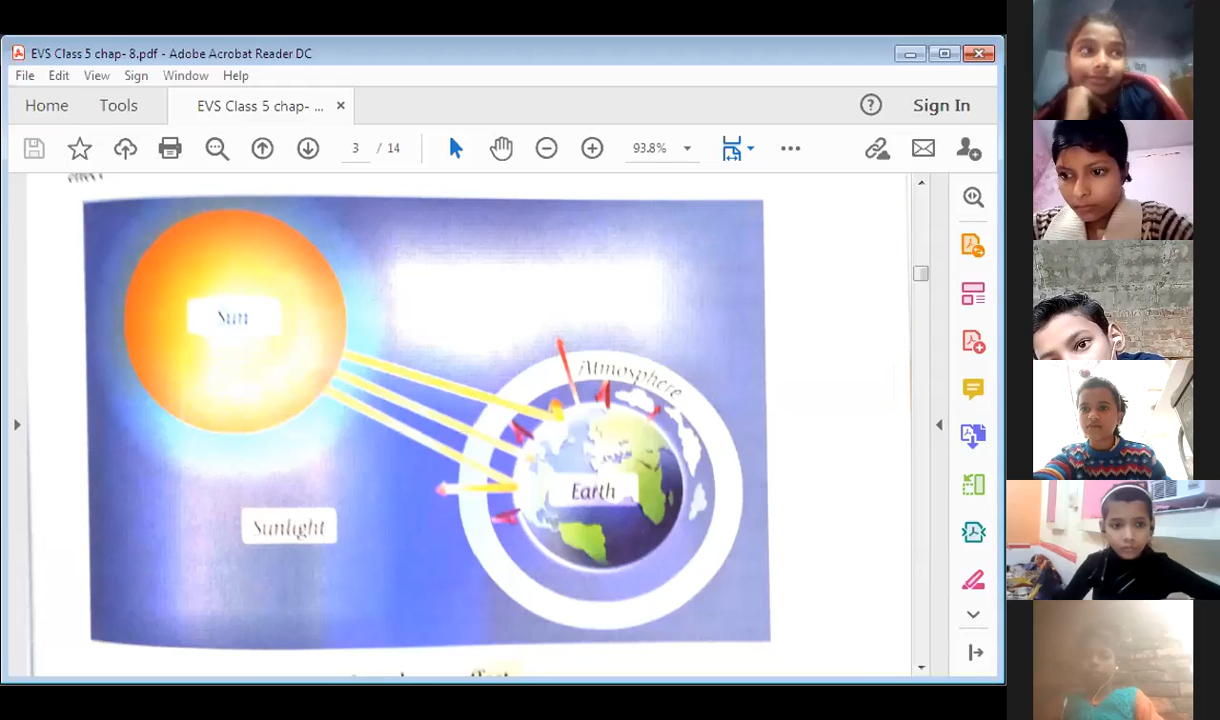 EVS Class 5 chap- 8.pdf - Adobe Acrobat Reader DC
File Edit View Sign Window Help
Home Tools EVS Class 5 chap- ... ×
? Sign In
3 / 14 93.8%
Sun
Atmosphere
Earth
Sunlight